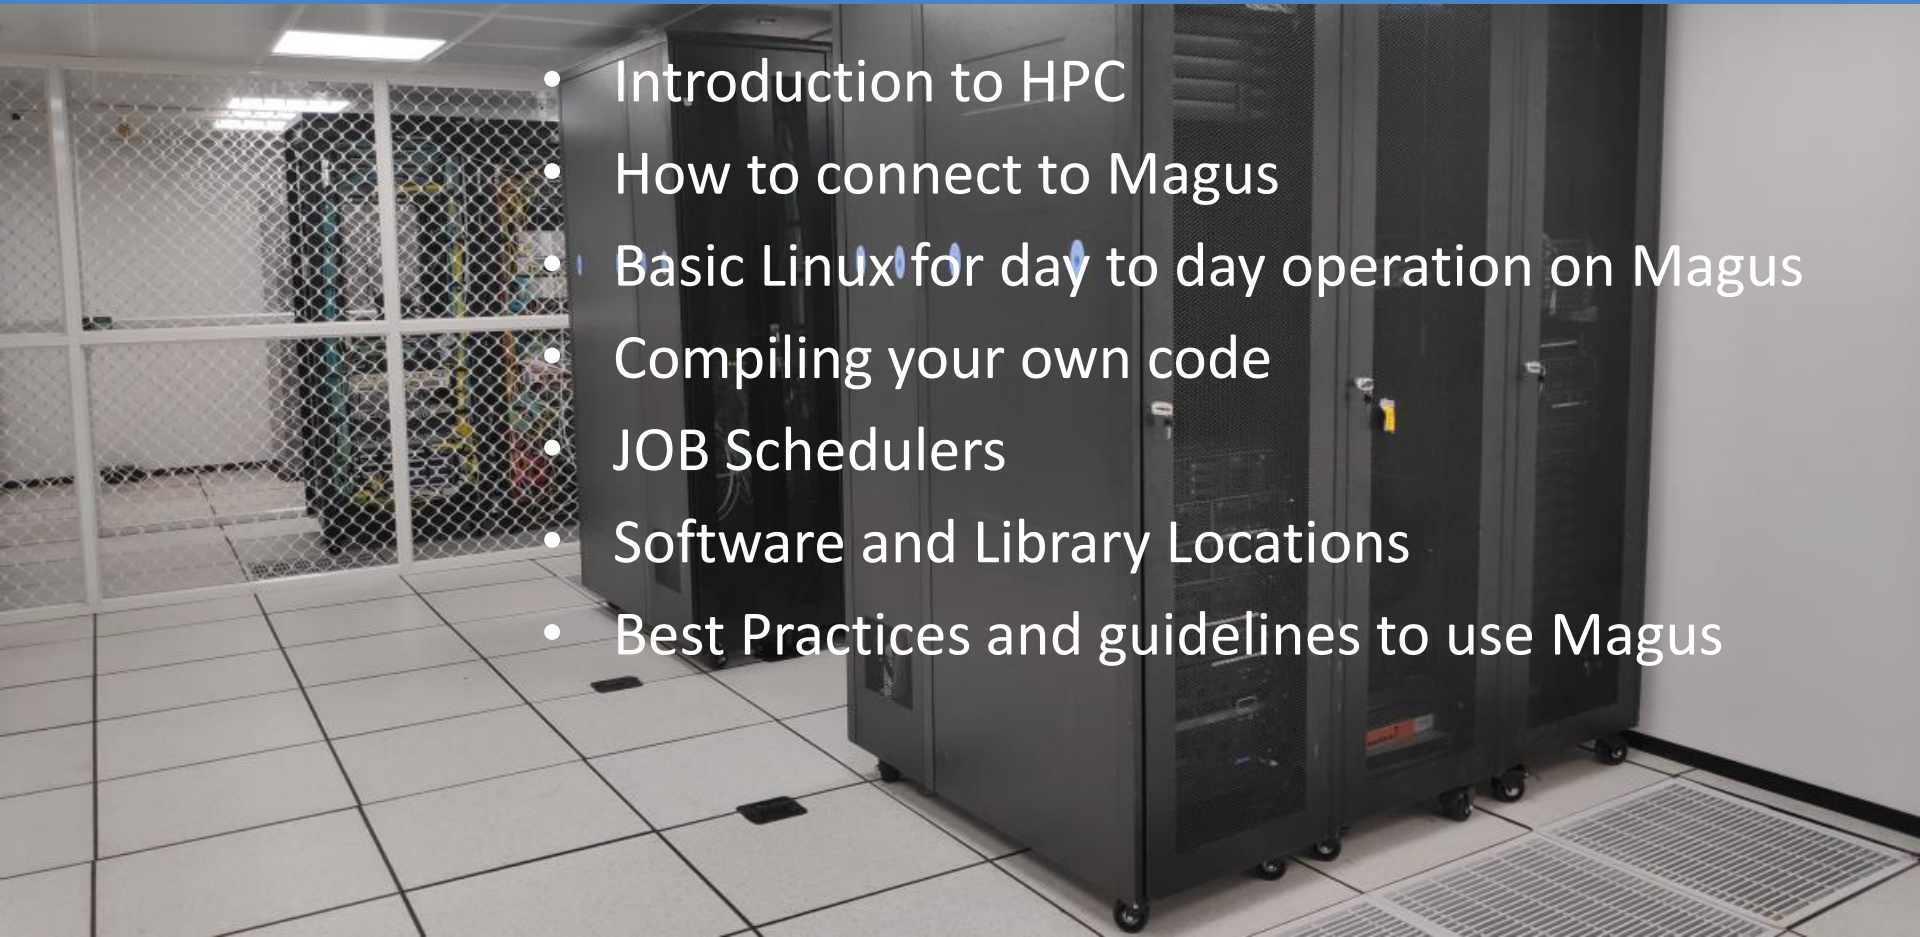 • Introduction to HPC
• How to connect to Magus
• Basic Linux for day to day operation on Magus
• Compiling your own code
• JOB Schedulers
• Software and Library Locations
• Best Practices and guidelines to use Magus